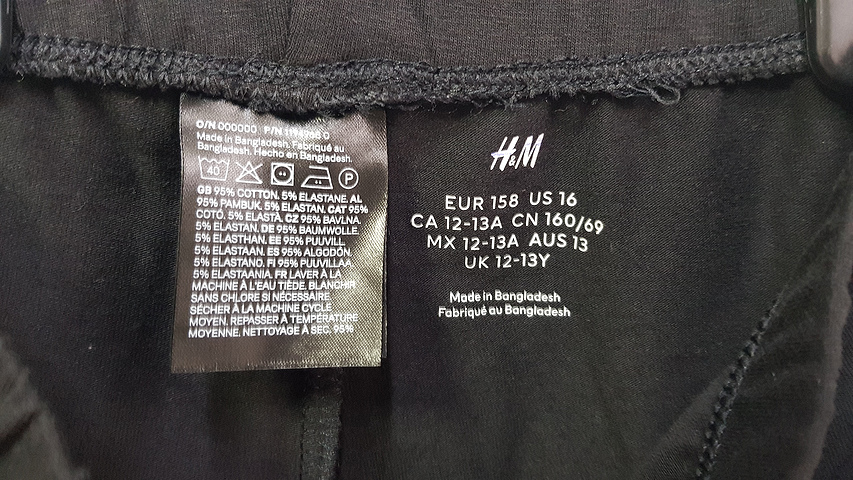 O/N 000000 P/N
Made in Bangladesh. Fabriqué au
Bangladesh. Hecho en Bangladesh.
40 P
GB 95% COTTON. 5% ELASTANE. AL
95% PAMBUK. 5% ELASTAN. CAT 95%
COTÓ. 5% ELASTÀ. CZ 95% BAVLNA.
5% ELASTAN. DE 95% BAUMWOLLE.
5% ELASTHAN. EE 95% PUUVILL.
5% ELASTAAN. ES 95% ALGODÓN.
5% ELASTANO. FI 95% PUUVILLAA.
5% ELASTAANIA. FR LAVER À LA
MACHINE À L'EAU TIÈDE. BLANCHIR
SANS CHLORE SI NÉCESSAIRE.
SÉCHER À LA MACHINE CYCLE
MOYEN. REPASSER À TEMPÉRATURE
MOYENNE. NETTOYAGE À SEC. 95%
H&M
EUR 158 US 16
CA 12-13A CN 160/69
MX 12-13A AUS 13
UK 12-13Y
Made in Bangladesh
Fabriqué au Bangladesh